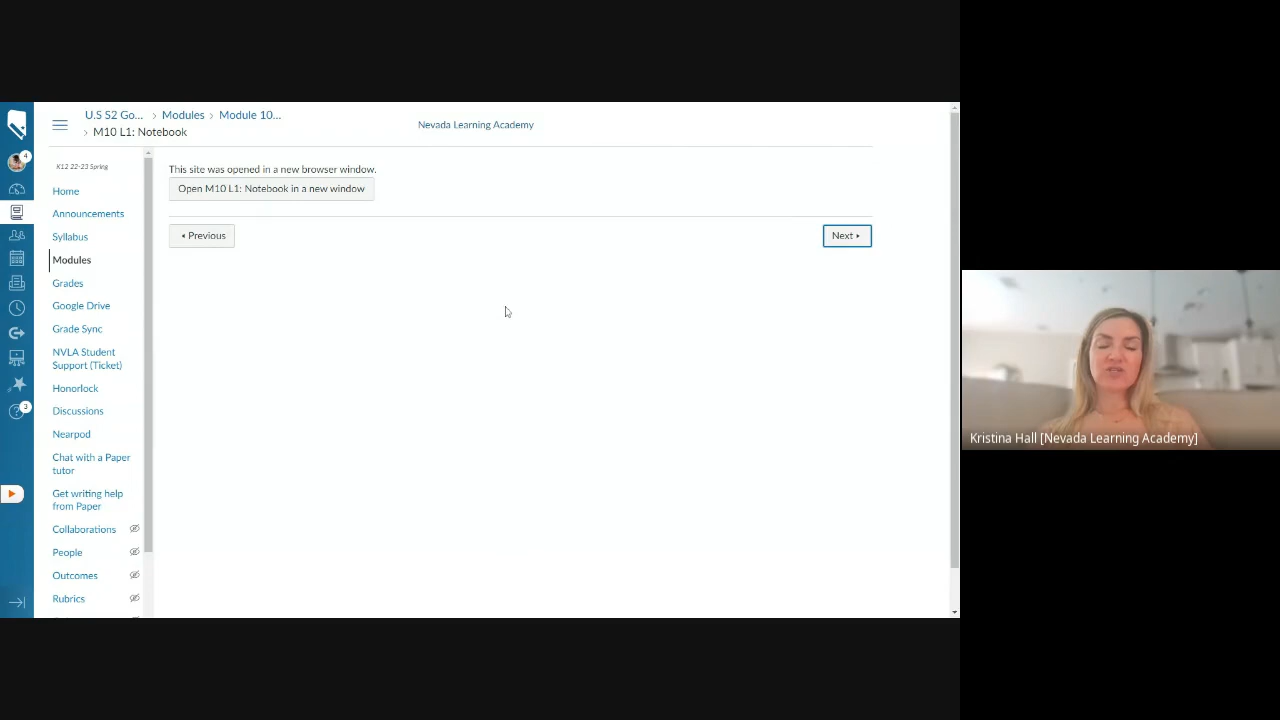 U.S S2 Go... > Modules > Module 10...
> M10 L1: Notebook
Nevada Learning Academy
4
K12 22-23 Spring
This site was opened in a new browser window.
Open M10 L1: Notebook in a new window
Previous
Next
Home
Announcements
Syllabus
Modules
Grades
Google Drive
Grade Sync
NVLA Student
Support (Ticket)
Honorlock
3
Discussions
Nearpod
Chat with a Paper
tutor
Get writing help
from Paper
Collaborations
People
Outcomes
Rubrics
Kristina Hall [Nevada Learning Academy]